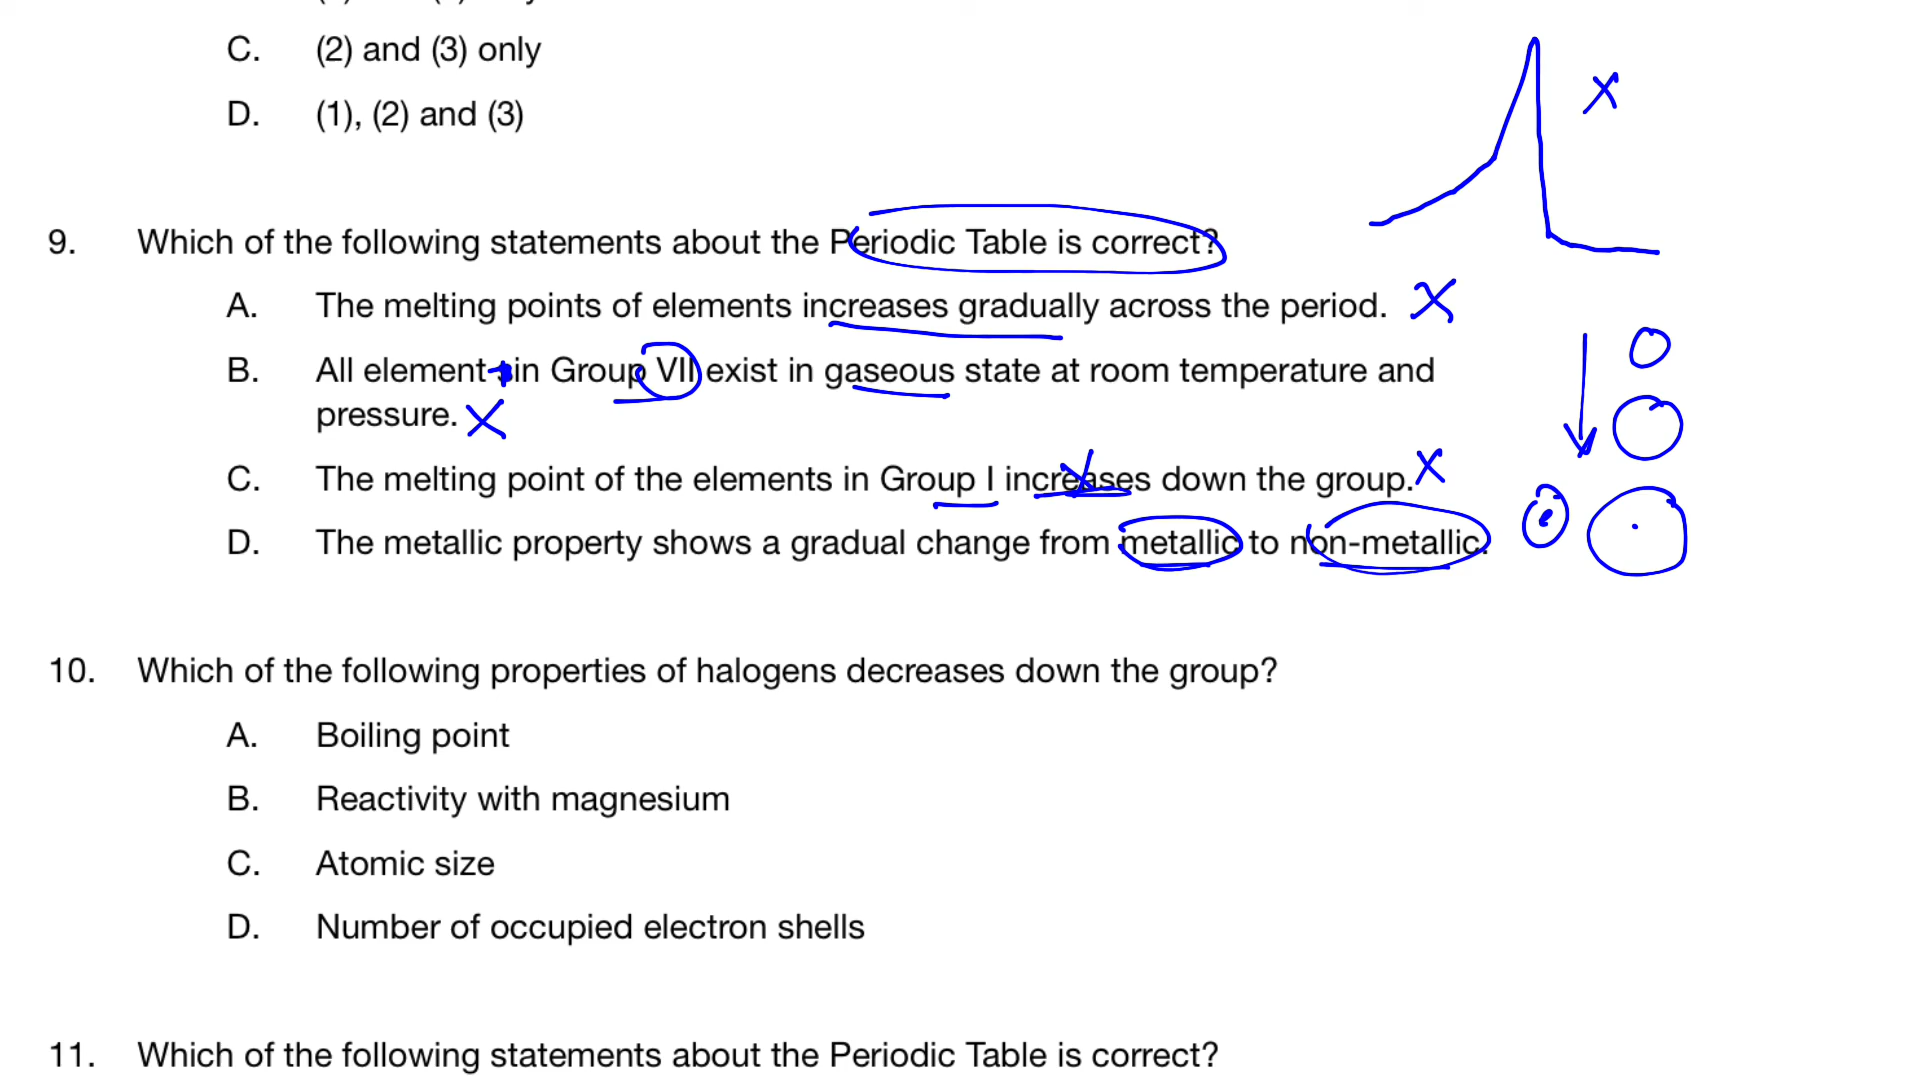 C. (2) and (3) only
D. (1), (2) and (3)
9. Which of the following statements about the Periodic Table is correct?
A. The melting points of elements increases gradually across the period.
B. All element in Group VII exist in gaseous state at room temperature and
pressure.
C. The melting point of the elements in Group I increases down the group.
D. The metallic property shows a gradual change from metallic to non-metallic.
10. Which of the following properties of halogens decreases down the group?
A. Boiling point
B. Reactivity with magnesium
C. Atomic size
D. Number of occupied electron shells
11. Which of the following statements about the Periodic Table is correct?